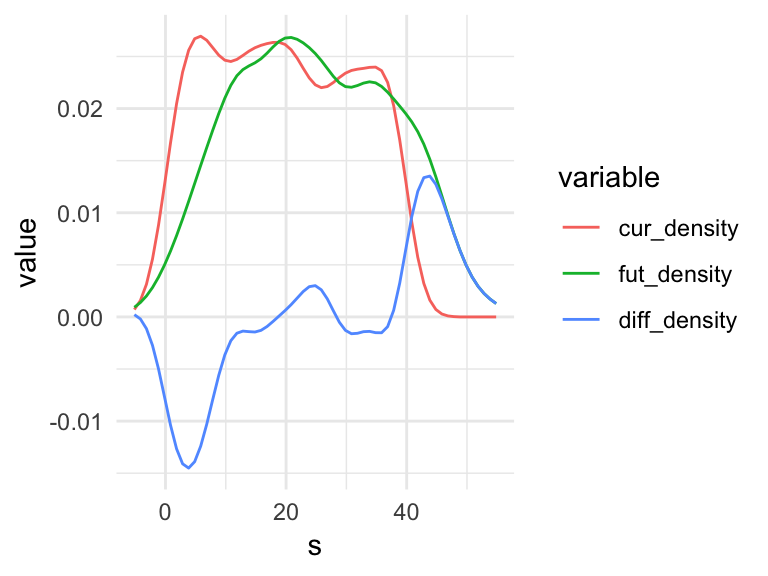 0.02
0.01
0.00
-0.01
value
0
20
40
s
variable
cur_density
fut_density
diff_density